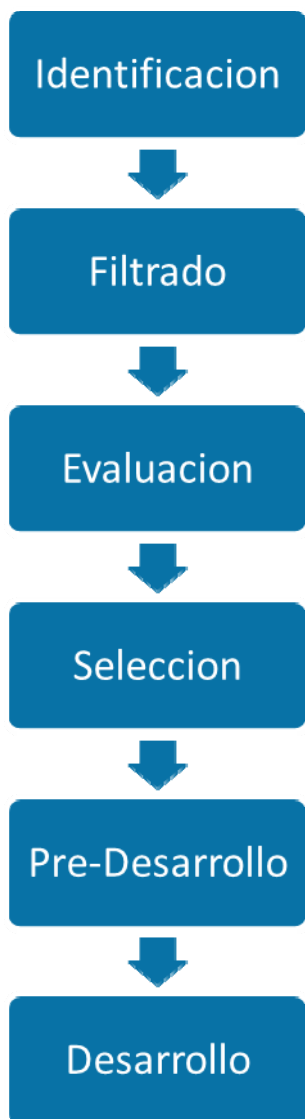 Identificacion
Filtrado
Evaluacion
Seleccion
Pre-Desarrollo
Desarrollo